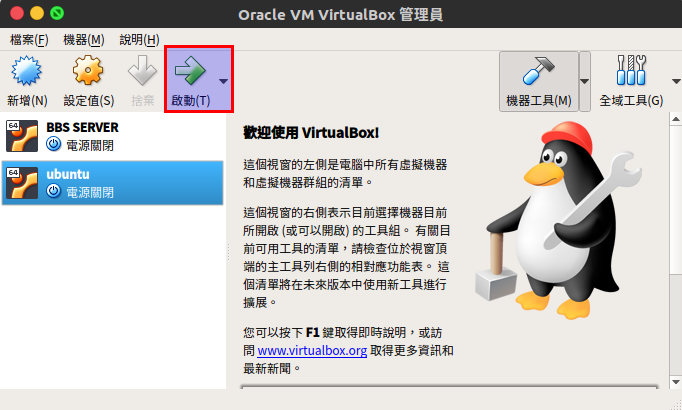 Oracle VM VirtualBox 管理員
檔案(F) 機器(M) 說明(H)
新增(N) 設定值(S) 捨棄 啟動(T) 機器工具(M) 全域工具(G)
64 BBS SERVER
電源關閉
64 ubuntu
電源關閉
歡迎使用 VirtualBox!
這個視窗的左側是電腦中所有虛擬機器
和虛擬機器群組的清單。
這個視窗的右側表示目前選擇機器目前
所開啟 (或可以開啟) 的工具組。 有關目
前可用工具的清單，請檢查位於視窗頂
端的主工具列右側的相對應功能表。 這
個清單將在未來版本中使用新工具進行
擴展。
您可以按下 F1 鍵取得即時說明，或訪
問 www.virtualbox.org 取得更多資訊和
最新新聞。